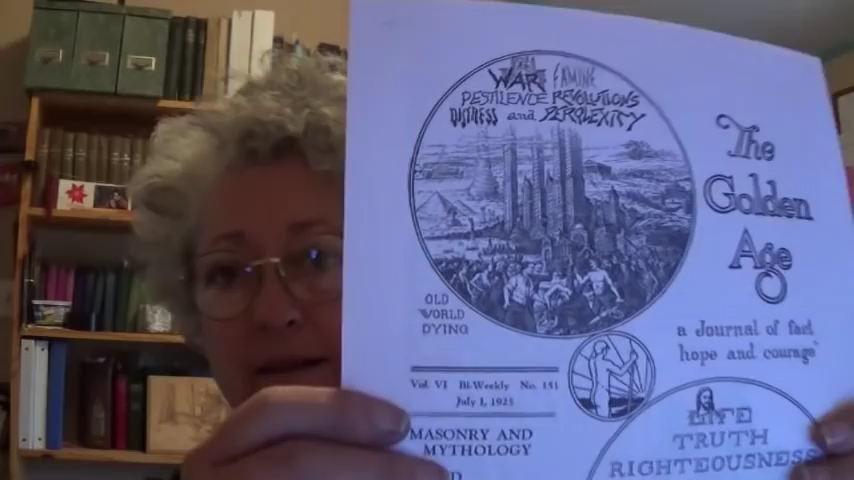 WAR FAMINE
PESTILENCE REVOLUTIONS
DISTRESS and PERPLEXITY
The
Golden
Age
OLD
WORLD
DYING
a Journal of fact
hope and courage
Vol. VI Bi-Weekly No. 151
July 1, 1925
MASONRY AND
MYTHOLOGY
LIFE
TRUTH
RIGHTEOUSNESS